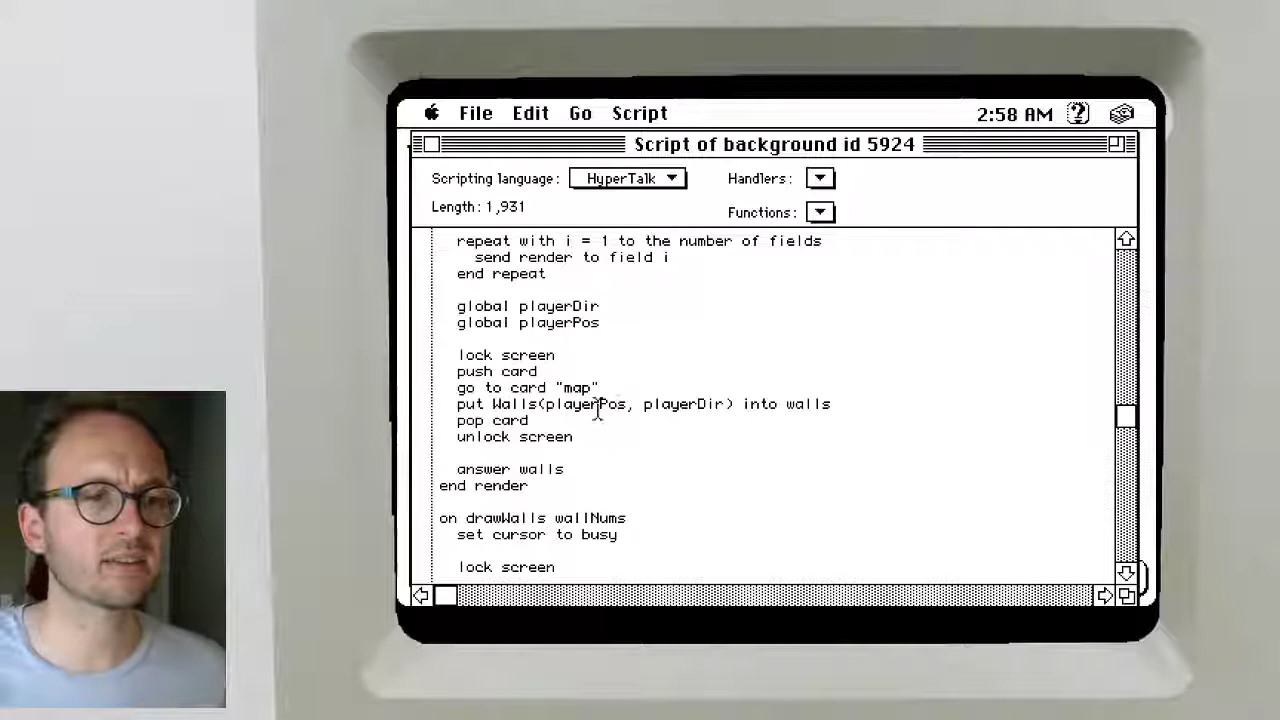 File Edit Go Script 2:58 AM
Script of background id 5924
Scripting language: HyperTalk Handlers:
Length: 1,931
Functions:
repeat with i = 1 to the number of fields
send render to field i
end repeat
global playerDir
global playerPos
lock screen
push card
go to card "map"
put Walls(playerPos, playerDir) into walls
pop card
unlock screen
answer walls
end render
on drawWalls wallNums
set cursor to busy
lock screen